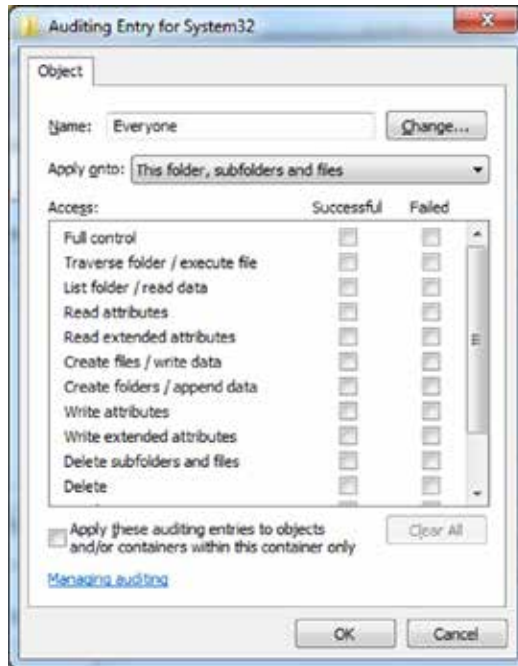 Auditing Entry for System32
Object
Name: Everyone Change...
Apply onto: This folder, subfolders and files
Access: Successful Failed
Full control
Traverse folder / execute file
List folder / read data
Read attributes
Read extended attributes
Create files / write data
Create folders / append data
Write attributes
Write extended attributes
Delete subfolders and files
Delete
Apply these auditing entries to objects
and/or containers within this container only
Clear All
Managing auditing
OK Cancel